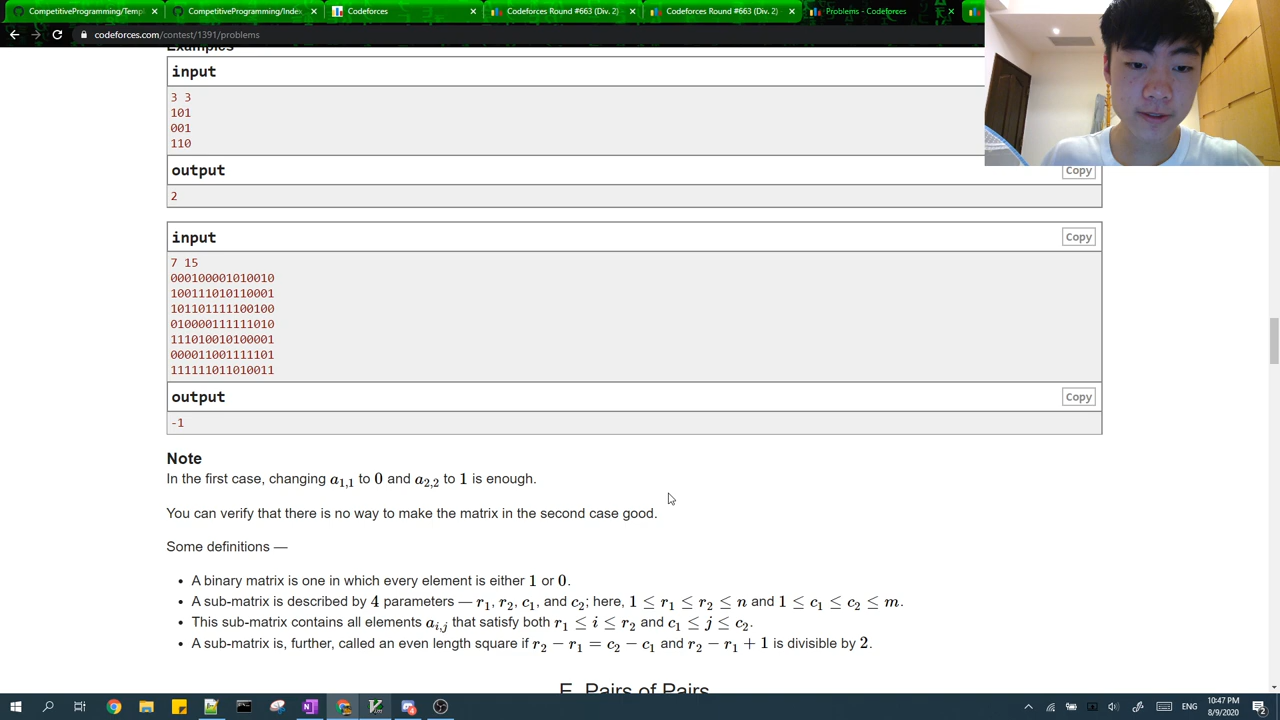 CompetitiveProgramming/Temp
CompetitiveProgramming/Index
Codeforces
Codeforces Round #663 (Div. 2)
Codeforces Round #663 (Div. 2)
Problems - Codeforces
codeforces.com/contest/1391/problems
Examples
input
3 3
101
001
110
output
Copy
2
input
Copy
7 15
000100001010010
100111010110001
101101111100100
010000111111010
111010010100001
000011001111101
111111011010011
output
Copy
-1
Note
In the first case, changing a1,1 to 0 and a2,2 to 1 is enough.
You can verify that there is no way to make the matrix in the second case good.
Some definitions —
• A binary matrix is one in which every element is either 1 or 0.
• A sub-matrix is described by 4 parameters — r1, r2, c1, and c2; here, 1 ≤ r1 ≤ r2 ≤ n and 1 ≤ c1 ≤ c2 ≤ m.
• This sub-matrix contains all elements ai,j that satisfy both r1 ≤ i ≤ r2 and c1 ≤ j ≤ c2.
• A sub-matrix is, further, called an even length square if r2 − r1 = c2 − c1 and r2 − r1 + 1 is divisible by 2.
E. Pairs of Pairs
10:47 PM
8/9/2020